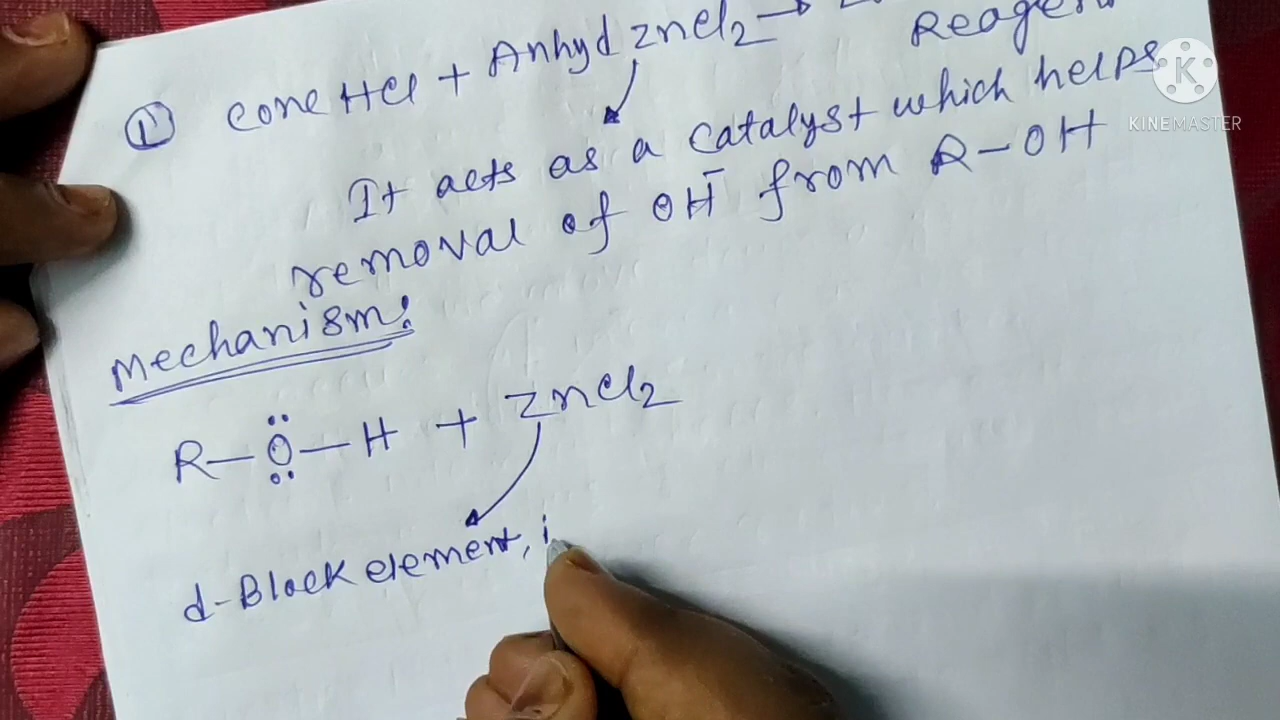 ① conc HCl + Anhyd ZnCl2 →
Reagent
It acts as a catalyst which helps
removal of OH⁻ from R-OH
Mechanism:
R-O-H + ZnCl2
d-Block element, i
K
KINEMASTER